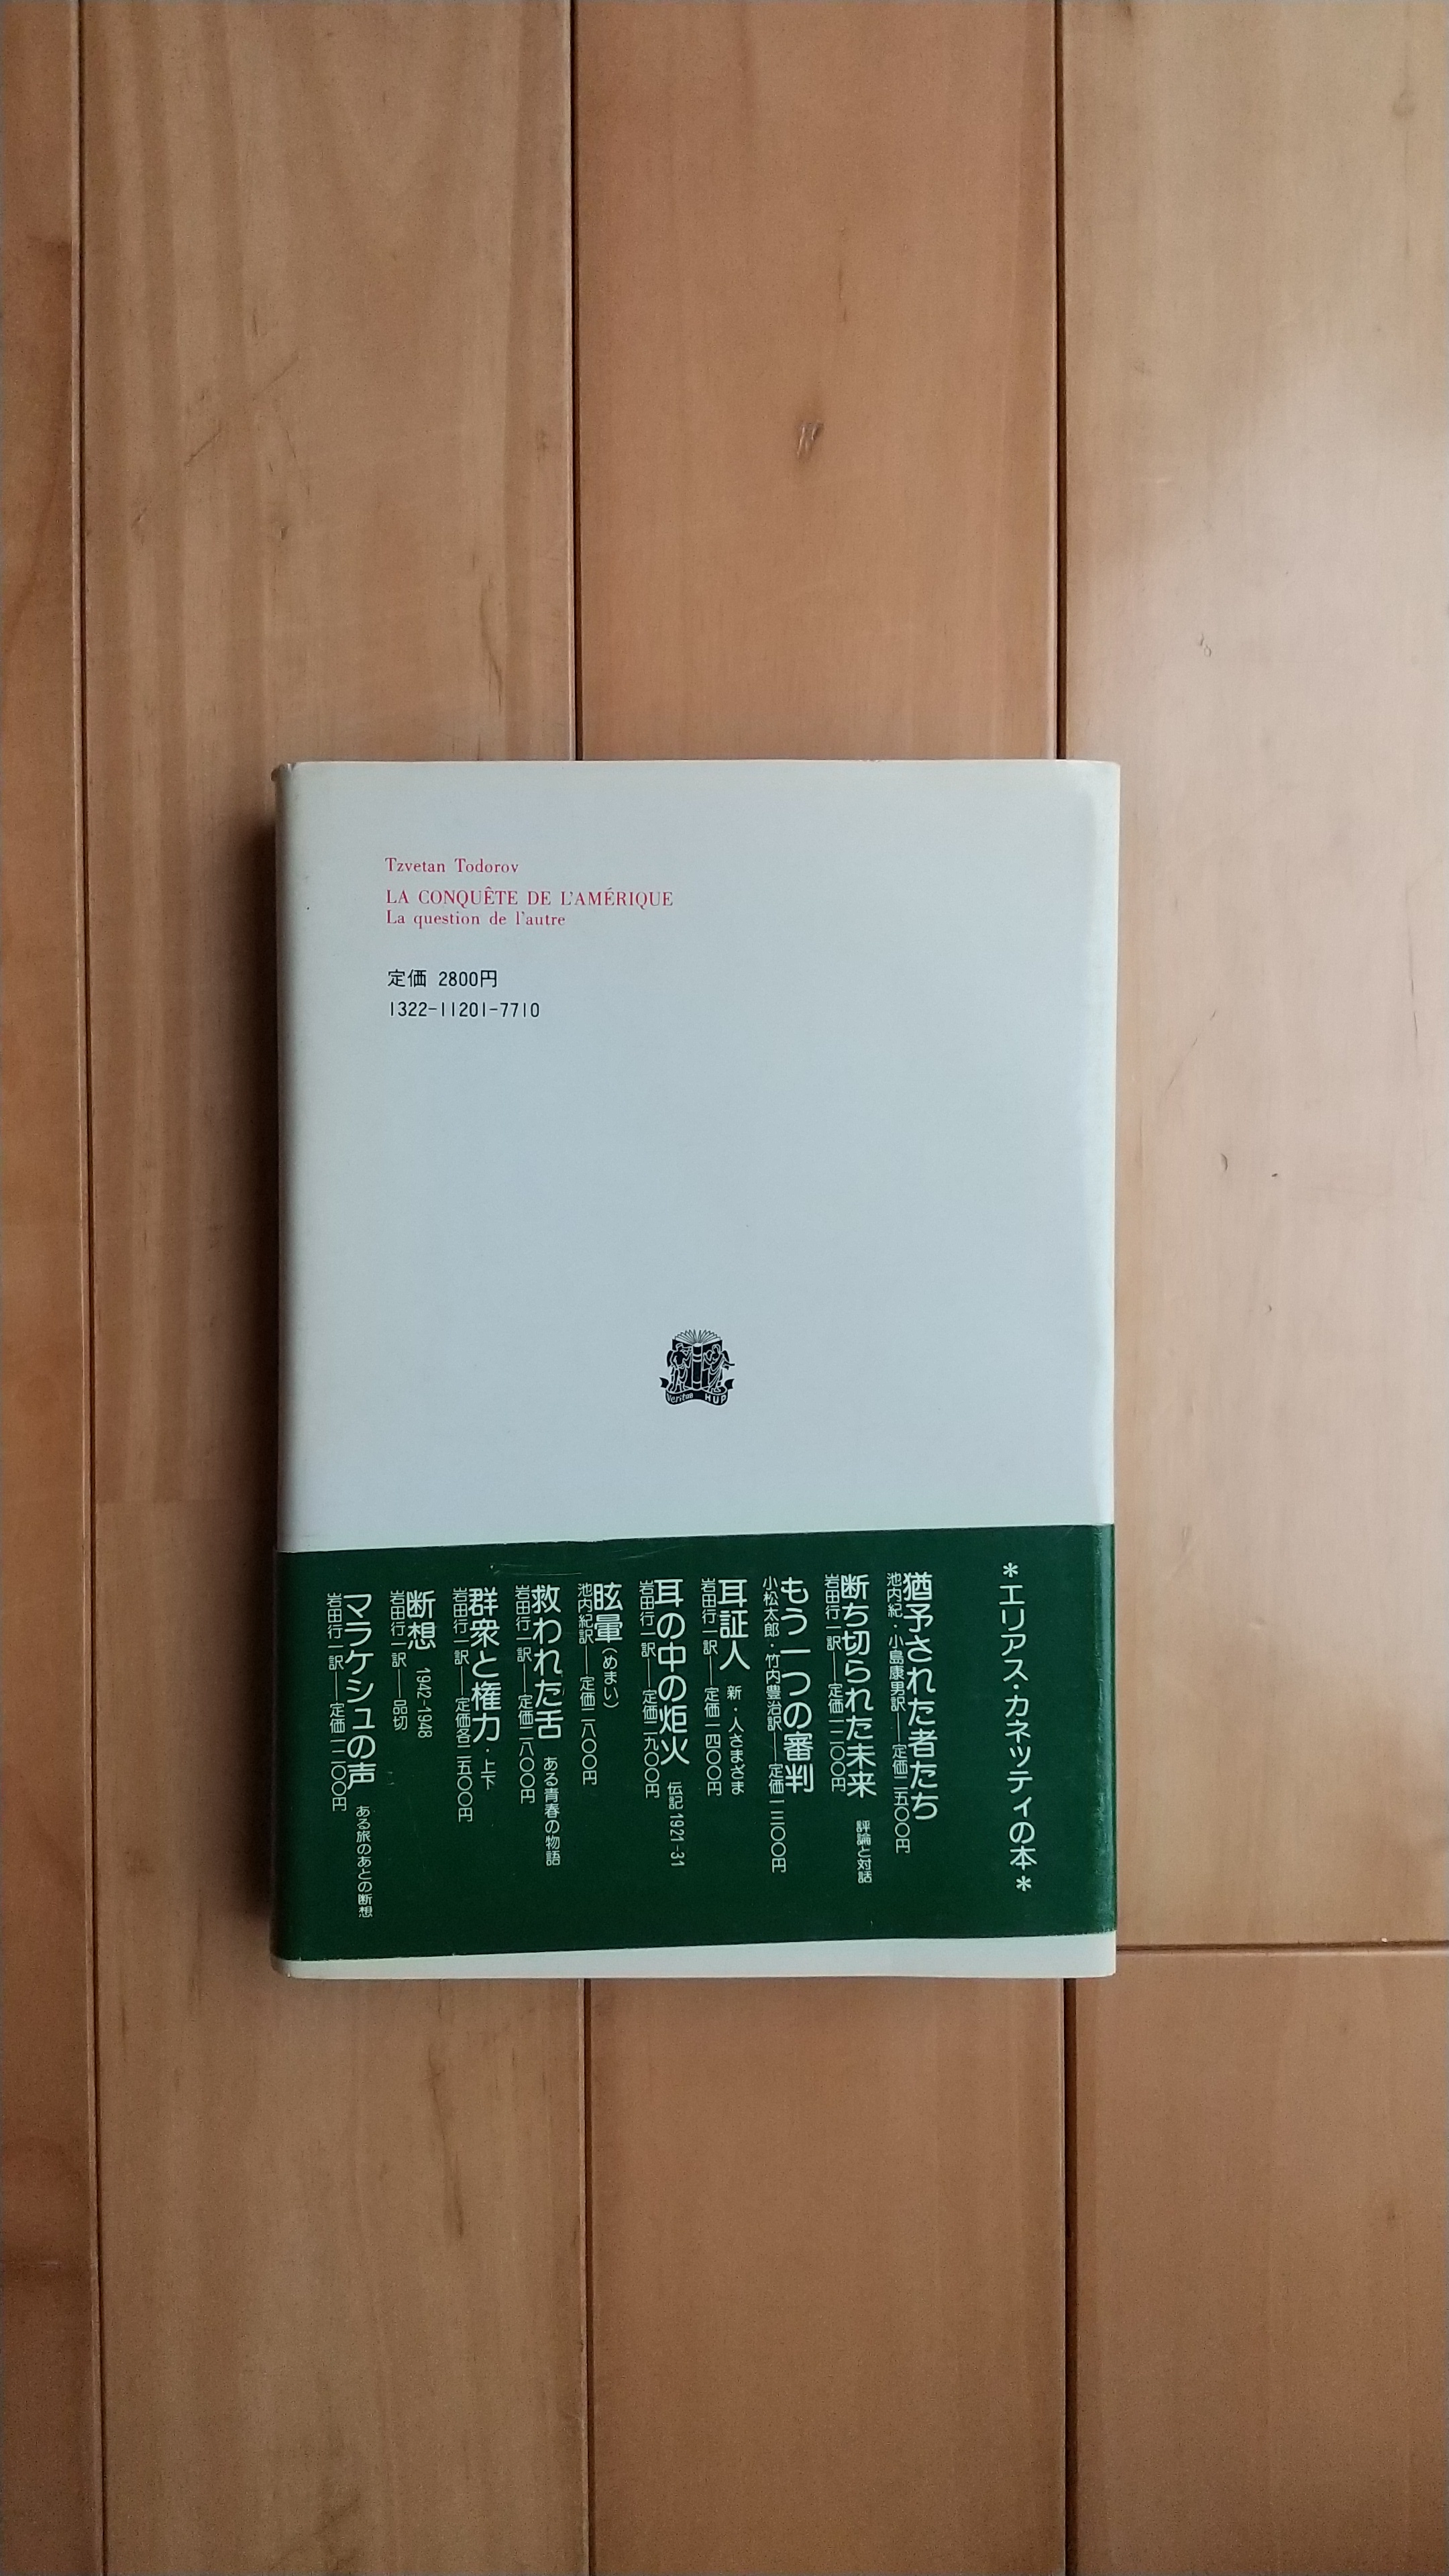 Tzvetan Todorov
LA CONQUÊTE DE L'AMÉRIQUE
La question de l'autre
定価 2800円
1322-11201-7710
Veritas HUP
*エリアス・カネッティの本*
猶予された者たち
池内紀・小島康男訳——定価二五〇〇円
断ち切られた未来 評論と対話
岩田行一訳——定価一二〇〇円
もう一つの審判
小松太郎・竹内豊治訳——定価一三〇〇円
耳証人 新・人さまざま
岩田行一訳——定価一四〇〇円
耳の中の炬火 伝記 1921-31
岩田行一訳——定価二九〇〇円
眩暈(めまい)
池内紀訳——定価二八〇〇円
救われた舌 ある青春の物語
岩田行一訳——定価二八〇〇円
群衆と権力・上下
岩田行一訳——定価各二五〇〇円
断想 1942-1948
岩田行一訳——品切
マラケシュの声 ある旅のあとの断想
岩田行一訳——定価一二〇〇円